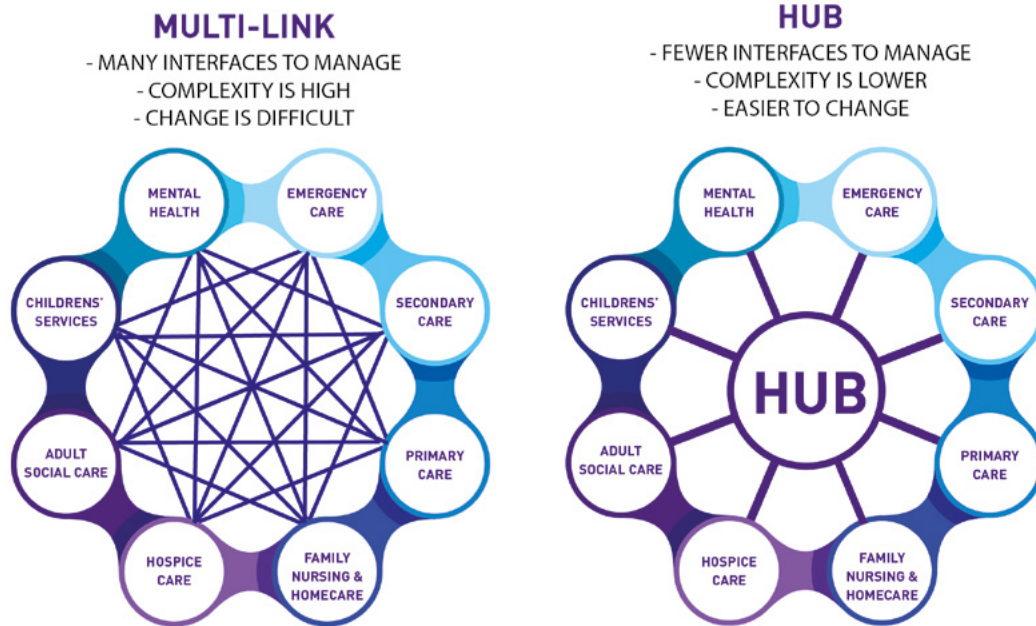 MULTI-LINK
- MANY INTERFACES TO MANAGE
- COMPLEXITY IS HIGH
- CHANGE IS DIFFICULT
MENTAL
HEALTH
EMERGENCY
CARE
CHILDRENS'
SERVICES
SECONDARY
CARE
ADULT
SOCIAL CARE
PRIMARY
CARE
HOSPICE
CARE
FAMILY
NURSING &
HOMECARE
HUB
- FEWER INTERFACES TO MANAGE
- COMPLEXITY IS LOWER
- EASIER TO CHANGE
MENTAL
HEALTH
EMERGENCY
CARE
CHILDRENS'
SERVICES
SECONDARY
CARE
HUB
ADULT
SOCIAL CARE
PRIMARY
CARE
HOSPICE
CARE
FAMILY
NURSING &
HOMECARE